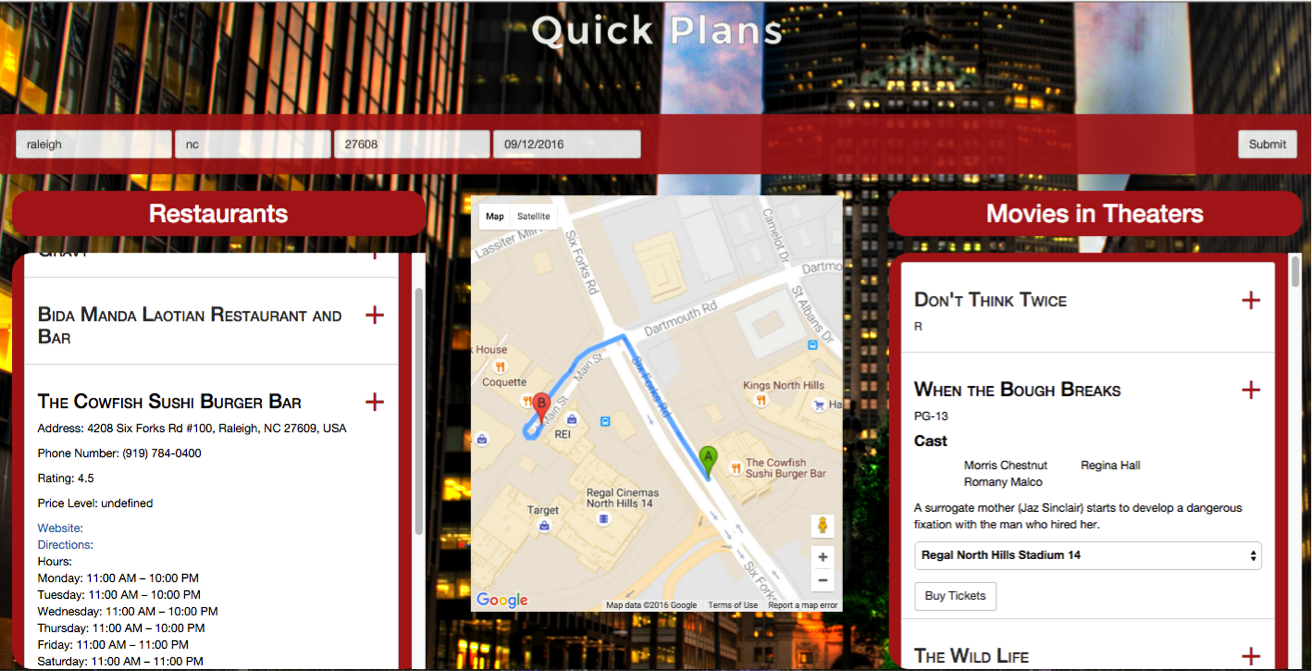 Quick Plans
raleigh
nc
27608
09/12/2016
Submit
Restaurants
BIDA MANDA LAOTIAN RESTAURANT AND
BAR
THE COWFISH SUSHI BURGER BAR
Address: 4208 Six Forks Rd #100, Raleigh, NC 27609, USA
Phone Number: (919) 784-0400
Rating: 4.5
Price Level: undefined
Website:
Directions:
Hours:
Monday: 11:00 AM – 10:00 PM
Tuesday: 11:00 AM – 10:00 PM
Wednesday: 11:00 AM – 10:00 PM
Thursday: 11:00 AM – 10:00 PM
Friday: 11:00 AM – 11:00 PM
Saturday: 11:00 AM – 11:00 PM
Map Satellite
Lassiter Mill
Six Forks Rd
Camelot Dr
Dartmo
Dartmouth Rd
St Albans Dr
House
Coquette
Main St
Six Forks Rd
Kings North Hills
Ha
B
Main St
REI
A
The Cowfish
Sushi Burger Bar
Regal Cinemas
North Hills 14
Target
Six Forks
Google
Map data ©2016 Google Terms of Use Report a map error
Movies in Theaters
DON'T THINK TWICE
R
WHEN THE BOUGH BREAKS
PG-13
Cast
Morris Chestnut Regina Hall
Romany Malco
A surrogate mother (Jaz Sinclair) starts to develop a dangerous
fixation with the man who hired her.
Regal North Hills Stadium 14
Buy Tickets
THE WILD LIFE